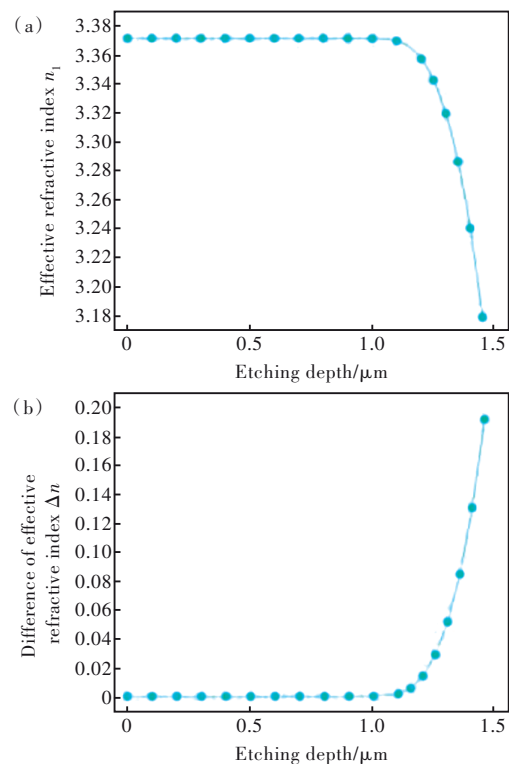 (a)
Effective refractive index n₁
3.38
3.36
3.34
3.32
3.30
3.28
3.26
3.24
3.22
3.20
3.18
0 0.5 1.0 1.5
Etching depth/μm
(b)
Difference of effective
refractive index Δn
0.20
0.18
0.16
0.14
0.12
0.10
0.08
0.06
0.04
0.02
0
0 0.5 1.0 1.5
Etching depth/μm